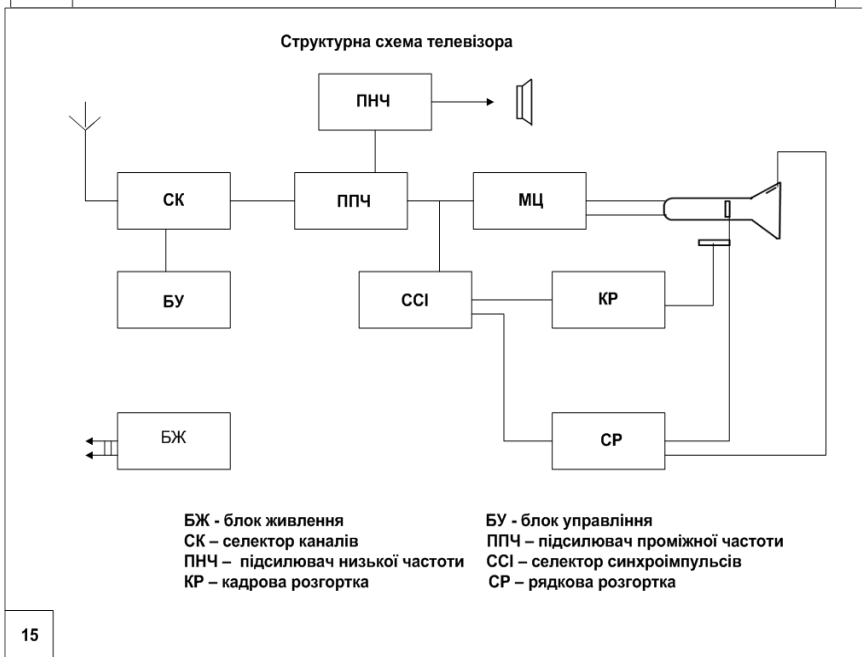 Структурна схема телевізора
ПНЧ
СК
ППЧ
МЦ
БУ
ССІ
КР
БЖ
СР
БЖ - блок живлення
БУ - блок управління
СК – селектор каналів
ППЧ – підсилювач проміжної частоти
ПНЧ – підсилювач низької частоти
ССІ – селектор синхроімпульсів
КР – кадрова розгортка
СР – рядкова розгортка
15